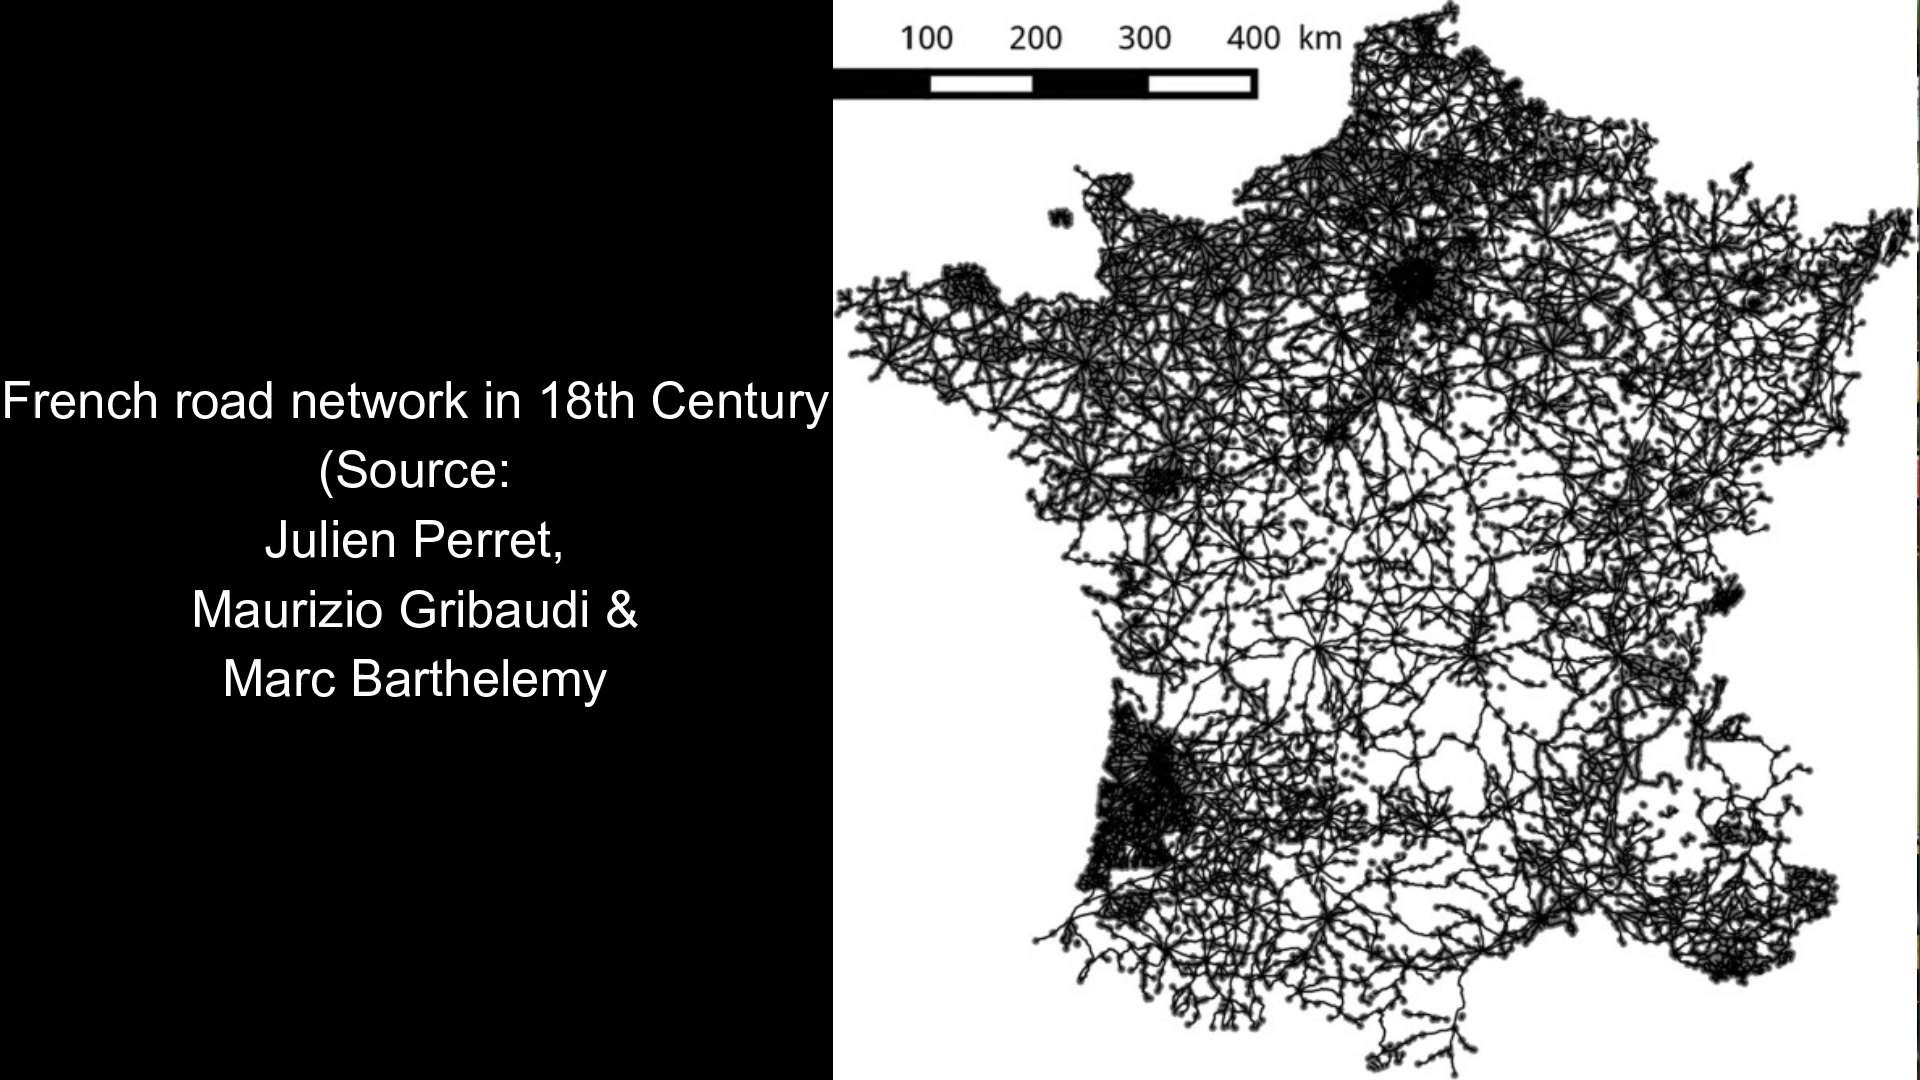 French road network in 18th Century
(Source:
Julien Perret,
Maurizio Gribaudi &
Marc Barthelemy
100 200 300 400 km